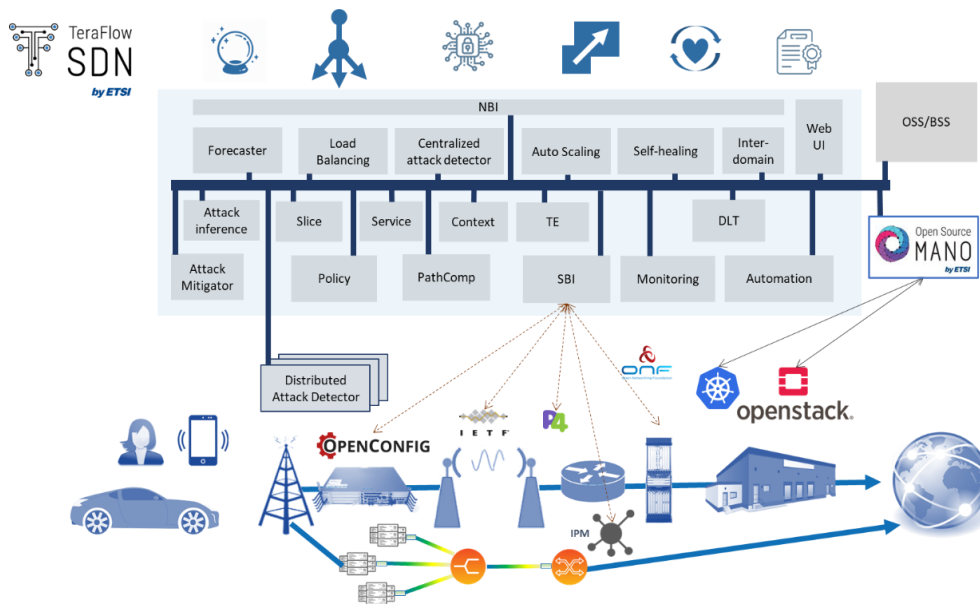 TeraFlow
SDN
by ETSI
NBI
Web
UI
OSS/BSS
Forecaster
Load
Balancing
Centralized
attack detector
Auto Scaling
Self-healing
Inter-
domain
Attack
inference
Slice
Service
Context
TE
DLT
Open Source
MANO
by ETSI
Attack
Mitigator
Policy
PathComp
SBI
Monitoring
Automation
Distributed
Attack Detector
ONF
openstack.
OPENCONFIG
IETF
P4
IPM